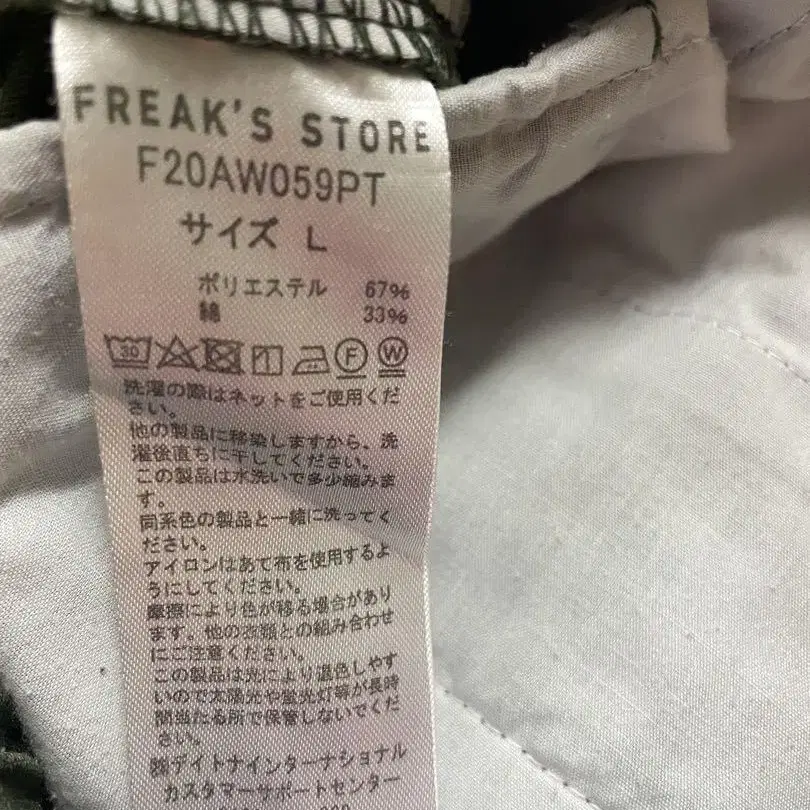 FREAK'S STORE
F20AW059PT
サイズ L
ポリエステル 67%
綿 33%
30 F W
洗濯の際はネットをご使用くだ
さい。
他の製品に移染しますから、洗
濯後直ちに干してください。
この製品は水洗いで多少縮みま
す。
同系色の製品と一緒に洗ってく
ださい。
アイロンはあて布を使用するよ
うにしてください。
摩擦により色が移る場合があり
ます。他の衣類との組み合わせ
にご注意ください。
この製品は光により退色しやす
いので太陽光や蛍光灯等が長時
間当たる所で保管しないでくだ
さい。
㈱デイトナインターナショナル
カスタマーサポートセンター